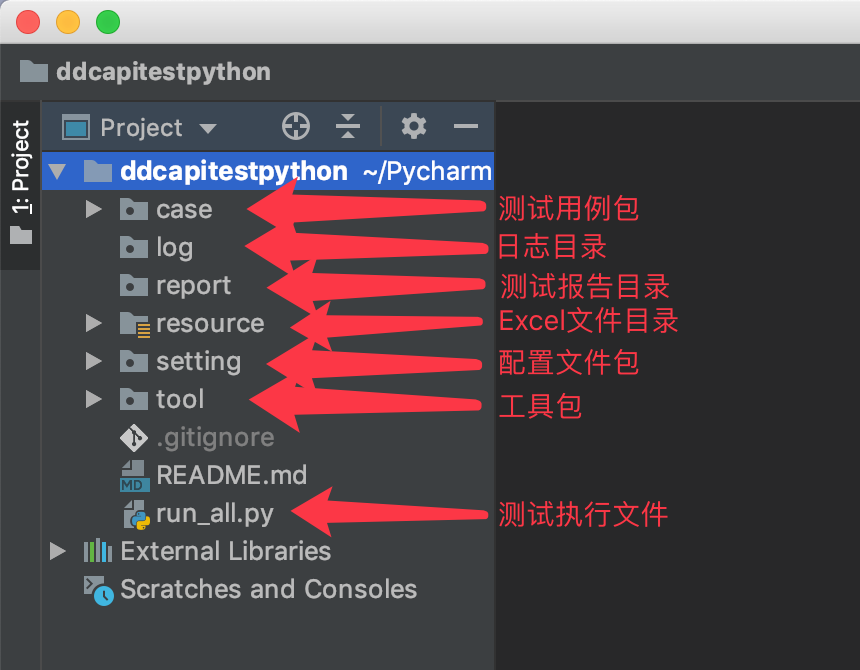 ddcapitestpython
1: Project
Project
ddcapitestpython ~/Pycharm
case 测试用例包
log 日志目录
report 测试报告目录
resource Excel文件目录
setting 配置文件包
tool 工具包
.gitignore
MD README.md
run_all.py 测试执行文件
External Libraries
Scratches and Consoles